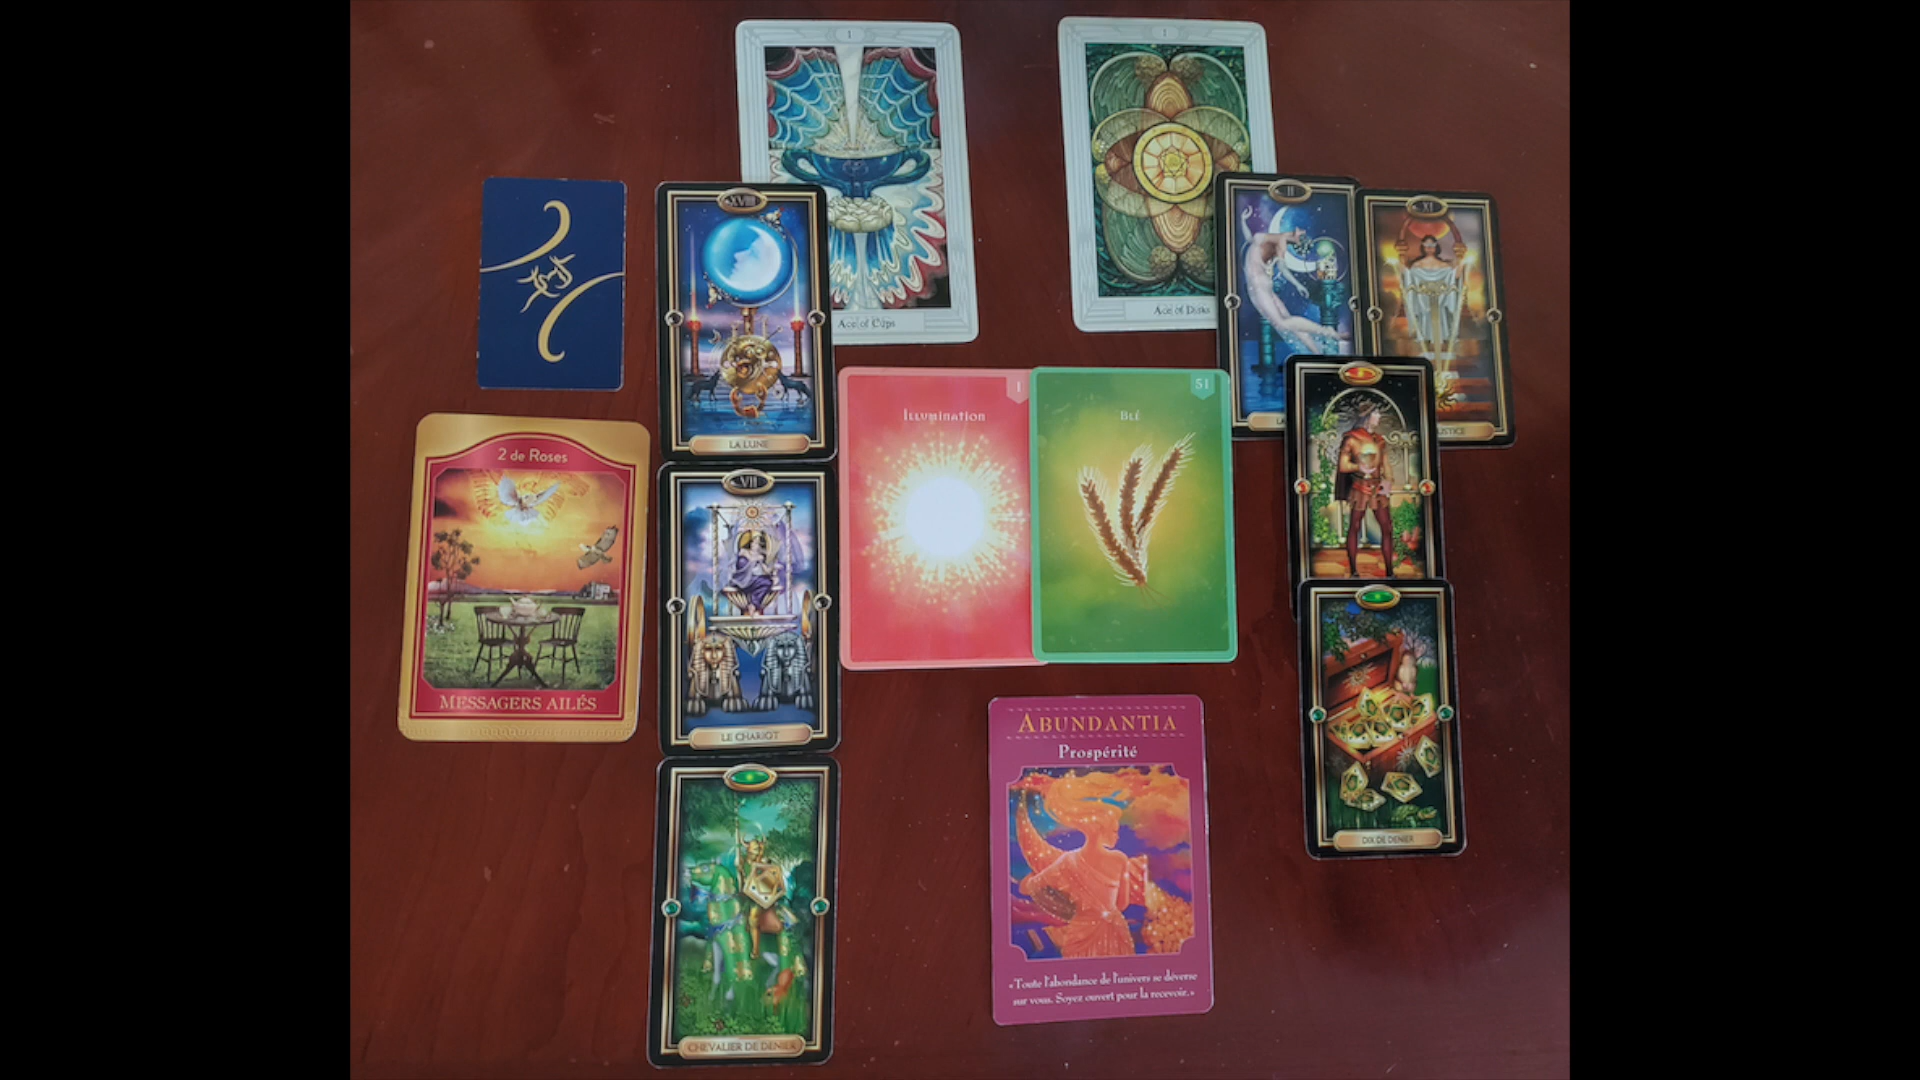 I
Ace of Cups
I
Ace of Disks
XVIII
LA LUNE
II
XI
1
Illumination
51
Blé
2 de Roses
MESSAGERS AILÉS
VII
LE CHARIOT
ABUNDANTIA
Prospérité
«Toute l'abondance de l'univers se déverse
sur vous. Soyez ouvert pour la recevoir.»
DIX DE DENIER
CHEVALIER DE DENIER